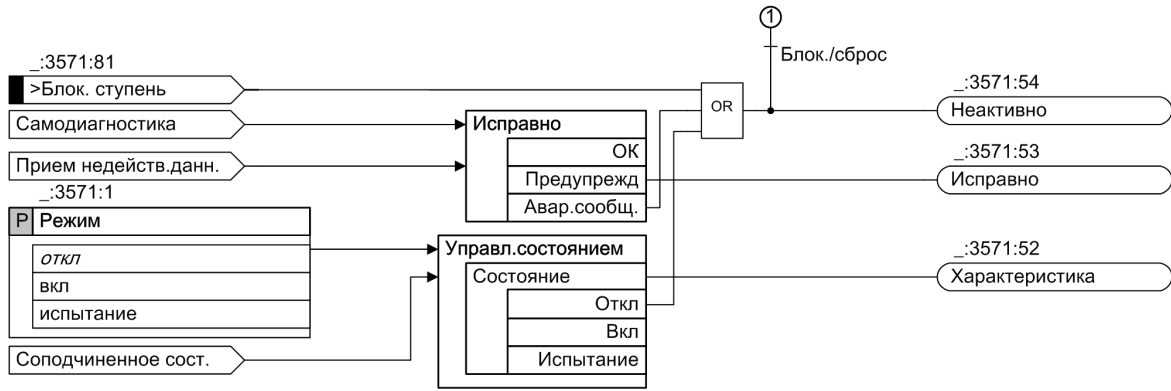 1
Блок./сброс
_:3571:81
>Блок. ступень
OR
_:3571:54
Неактивно
Самодиагностика
Исправно
ОК
Прием недейств.данн.
Предупрежд
_:3571:53
Исправно
Авар.сообщ.
_:3571:1
P Режим
откл
вкл
испытание
Управл.состоянием
Состояние
_:3571:52
Характеристика
Откл
Вкл
Соподчиненное сост.
Испытание